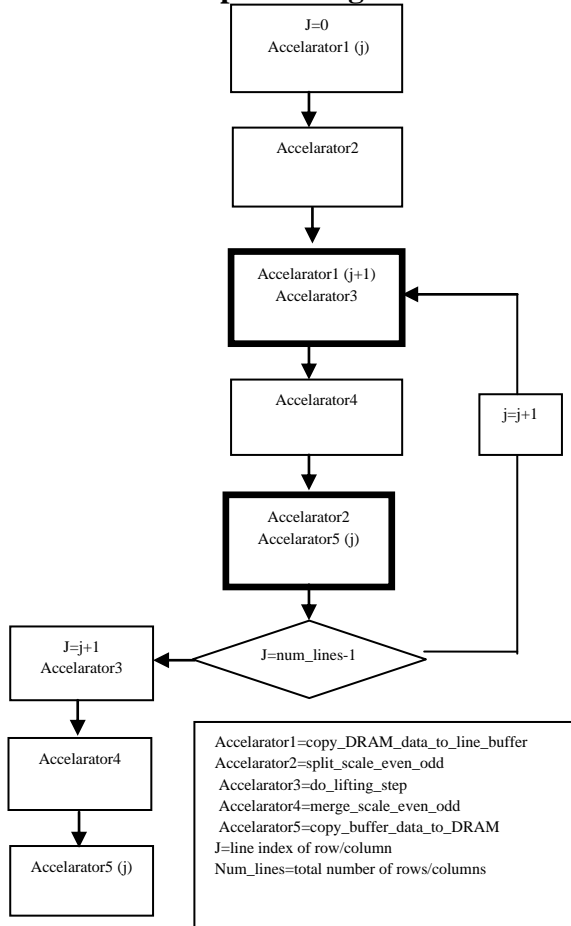 J=0
Accelarator1 (j)
Accelarator2
Accelarator1 (j+1)
Accelarator3
Accelarator4
j=j+1
Accelarator2
Accelarator5 (j)
J=num_lines-1
J=j+1
Accelarator3
Accelarator4
Accelarator5 (j)
Accelarator1=copy_DRAM_data_to_line_buffer
Accelarator2=split_scale_even_odd
Accelarator3=do_lifting_step
Accelarator4=merge_scale_even_odd
Accelarator5=copy_buffer_data_to_DRAM
J=line index of row/column
Num_lines=total number of rows/columns